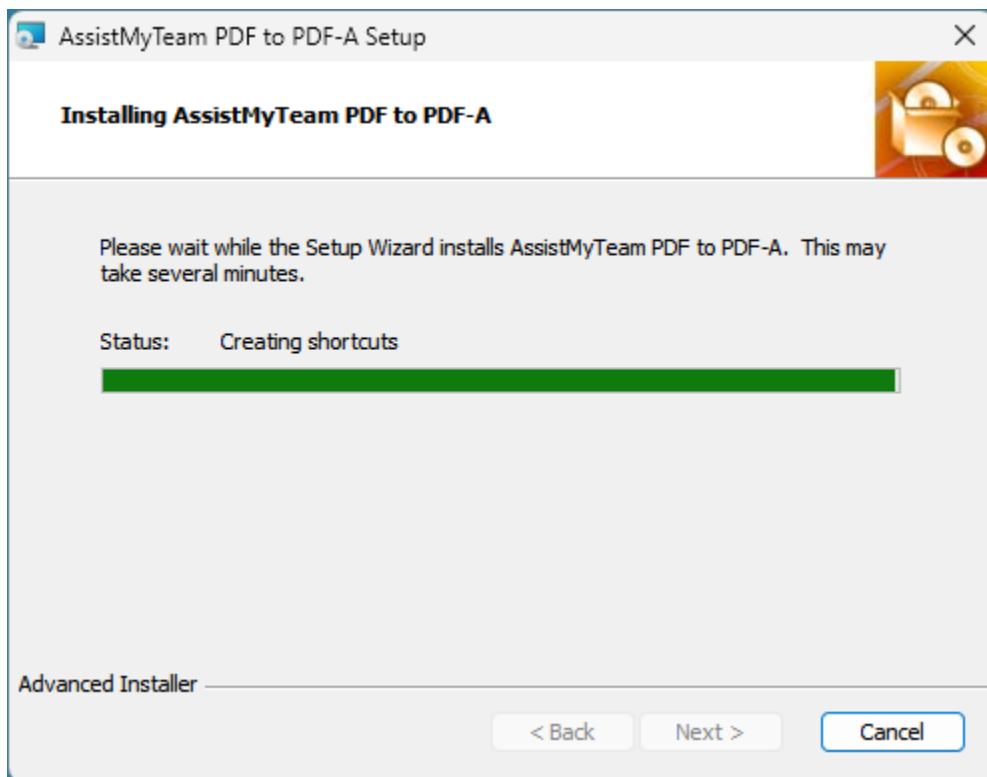 AssistMyTeam PDF to PDF-A Setup
Installing AssistMyTeam PDF to PDF-A
Please wait while the Setup Wizard installs AssistMyTeam PDF to PDF-A.  This may
take several minutes.
Status: Creating shortcuts
Advanced Installer
< Back Next > Cancel